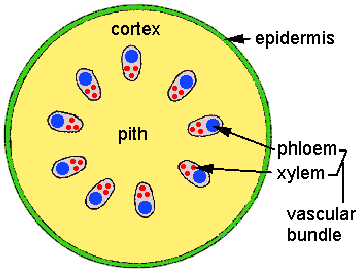 cortex
epidermis
pith
phloem
xylem
vascular
bundle